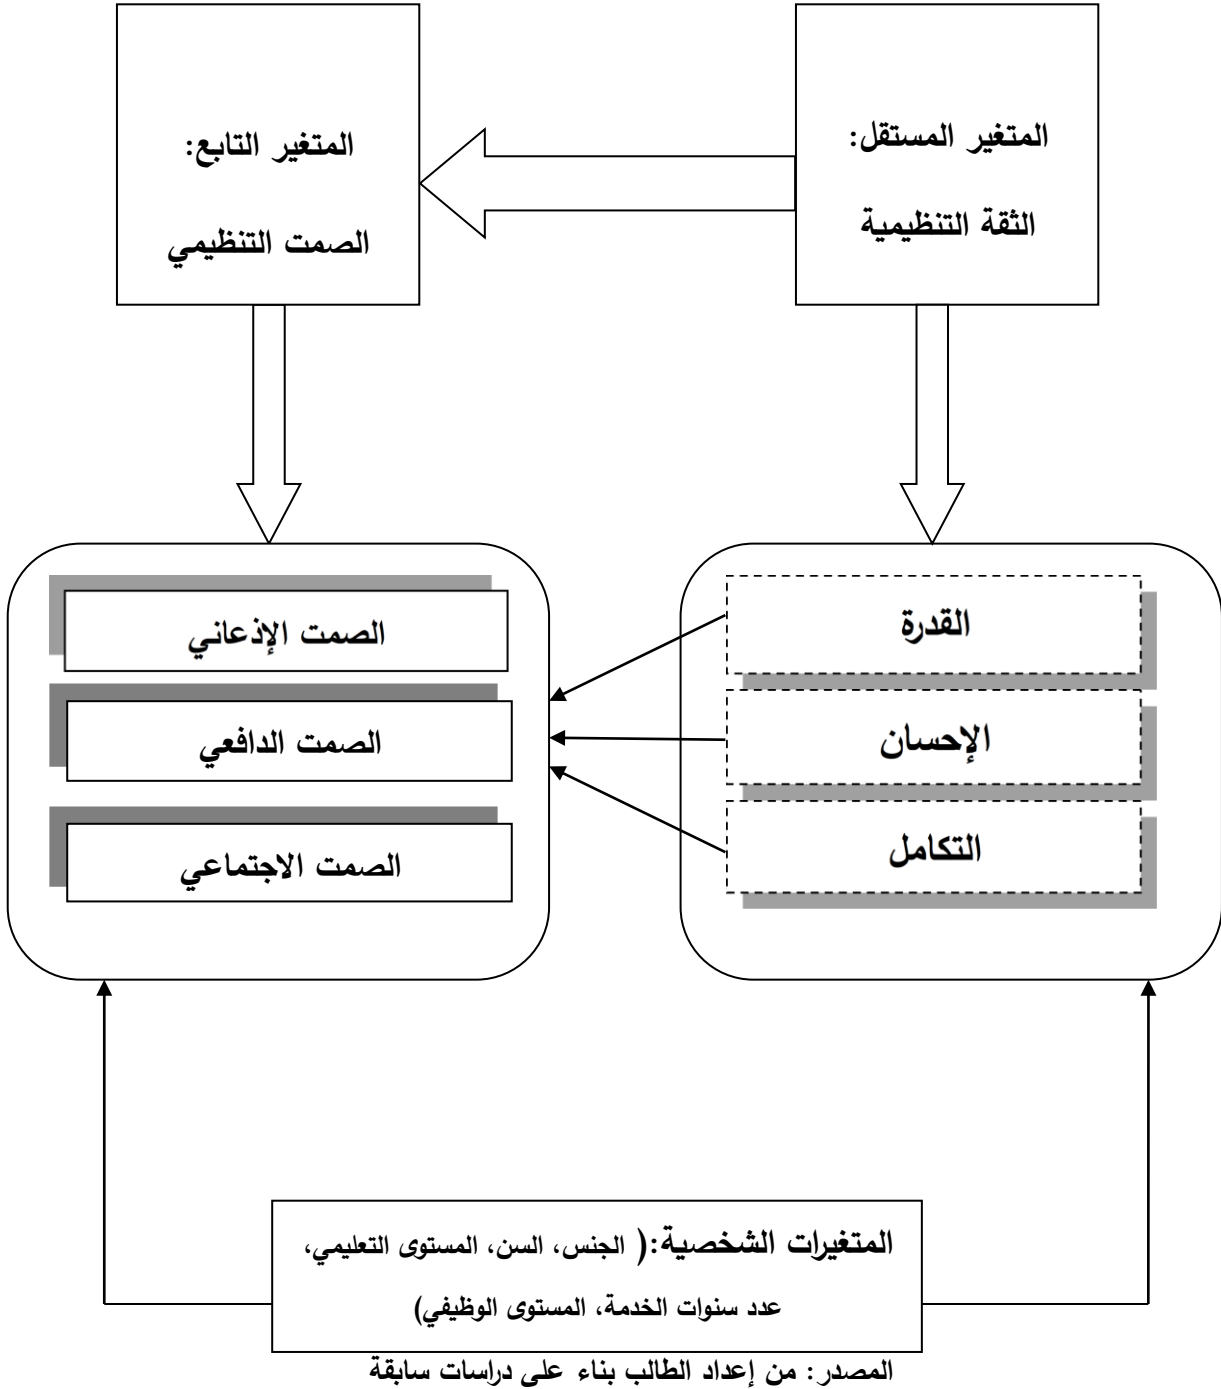 المتغير المستقل:
الثقة التنظيمية
المتغير التابع:
الصمت التنظيمي
القدرة
الإحسان
التكامل
الصمت الإذعاني
الصمت الدافعي
الصمت الاجتماعي
المتغيرات الشخصية:( الجنس، السن، المستوى التعليمي،
عدد سنوات الخدمة، المستوى الوظيفي)
المصدر: من إعداد الطالب بناء على دراسات سابقة